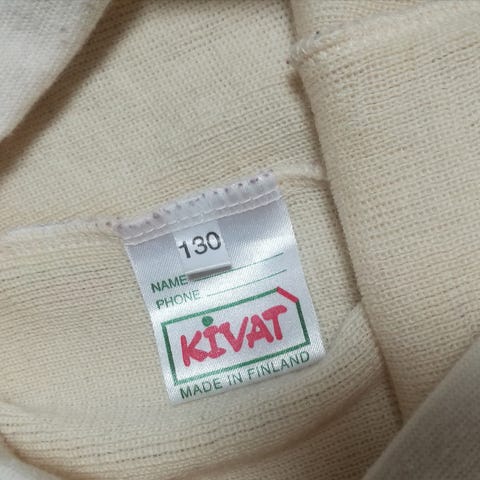 130
NAME
PHONE
KIVAT
MADE IN FINLAND